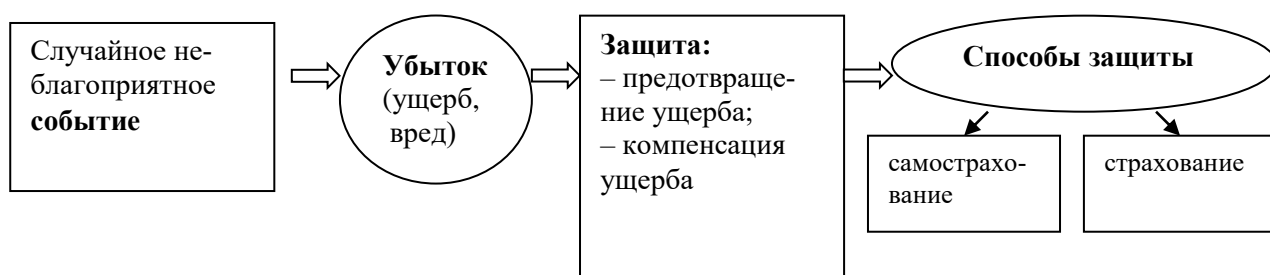 Случайное не-
благоприятное
событие
Убыток
(ущерб,
вред)
Защита:
– предотвраще-
ние ущерба;
– компенсация
ущерба
Способы защиты
самострахо-
вание
страхование